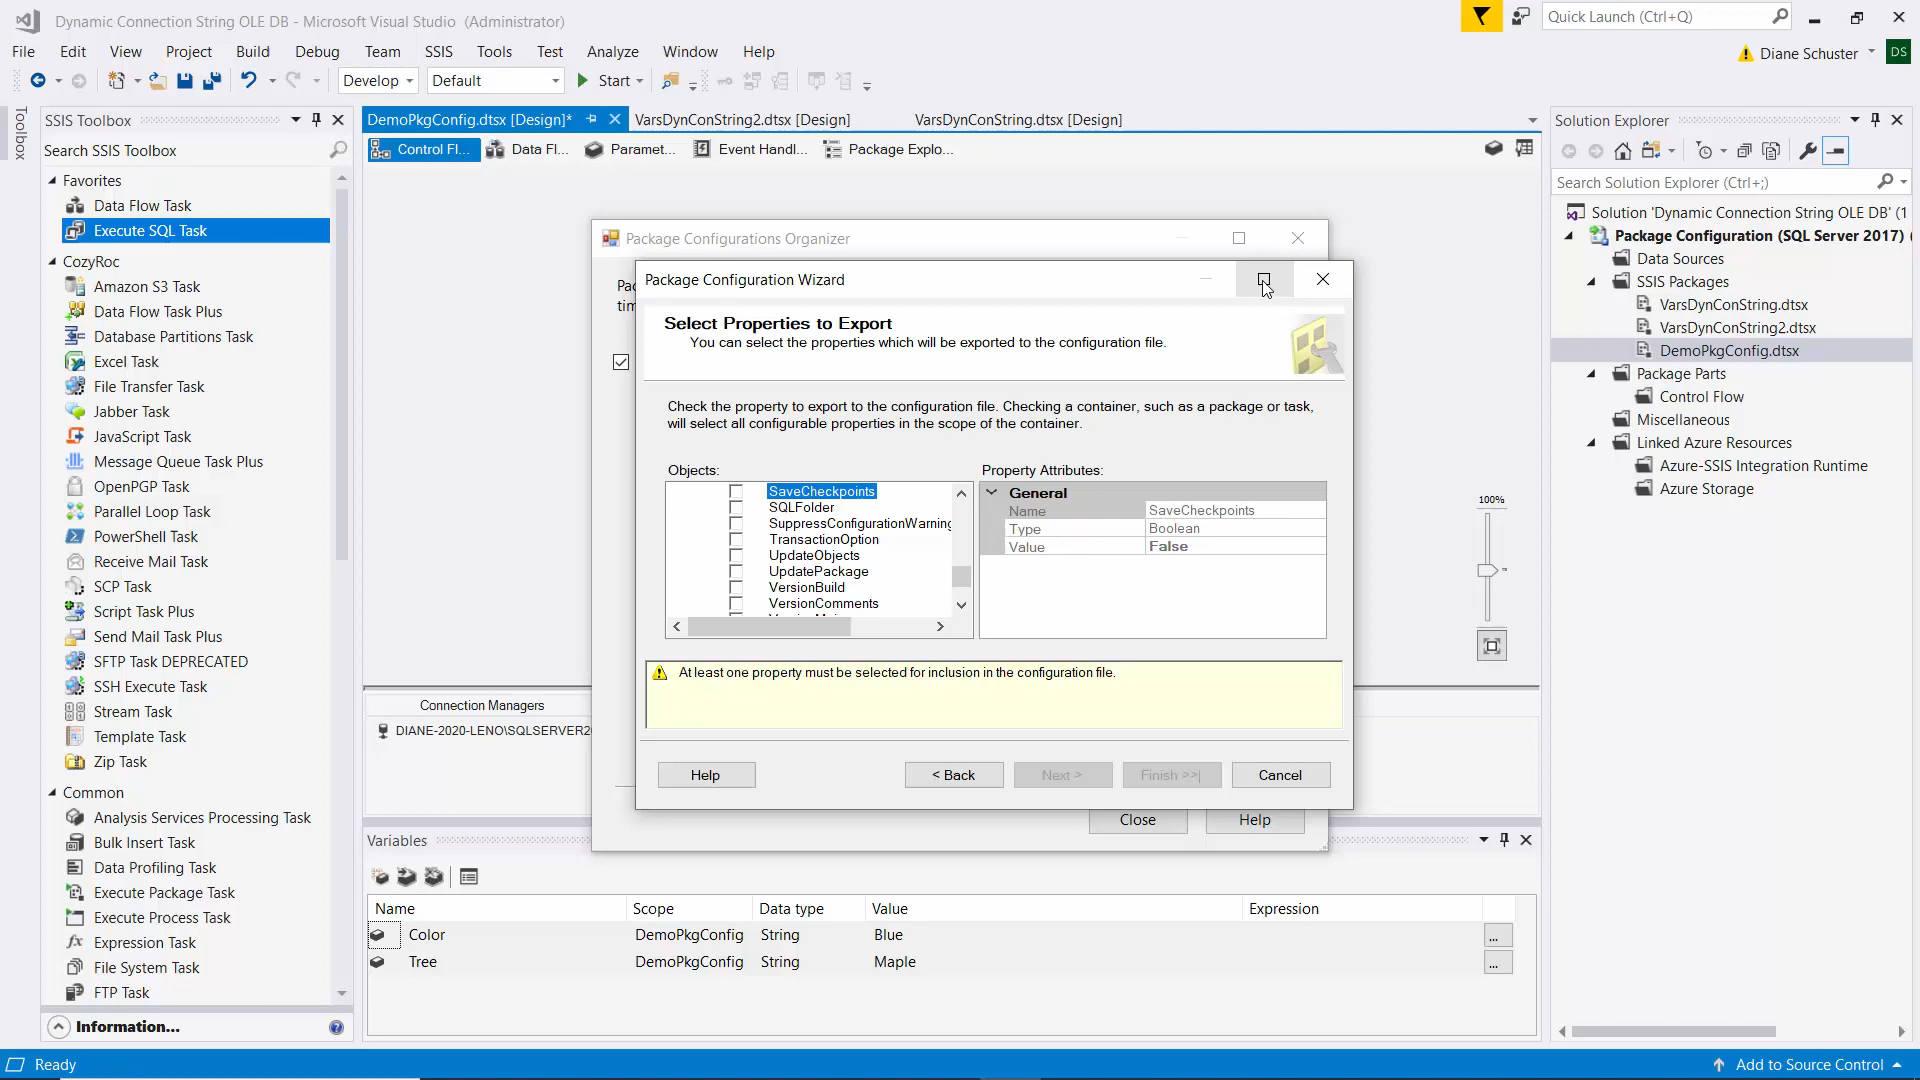 Dynamic Connection String OLE DB - Microsoft Visual Studio (Administrator)
Quick Launch (Ctrl+Q)
File Edit View Project Build Debug Team SSIS Tools Test Analyze Window Help
Diane Schuster DS
Develop Default Start
Toolbox
SSIS Toolbox
Search SSIS Toolbox
Favorites
Data Flow Task
Execute SQL Task
CozyRoc
Amazon S3 Task
Data Flow Task Plus
Database Partitions Task
Excel Task
File Transfer Task
Jabber Task
JavaScript Task
Message Queue Task Plus
OpenPGP Task
Parallel Loop Task
PowerShell Task
Receive Mail Task
SCP Task
Script Task Plus
Send Mail Task Plus
SFTP Task DEPRECATED
SSH Execute Task
Stream Task
Template Task
Zip Task
Common
Analysis Services Processing Task
Bulk Insert Task
Data Profiling Task
Execute Package Task
Execute Process Task
Expression Task
File System Task
FTP Task
Information...
DemoPkgConfig.dtsx [Design]* VarsDynConString2.dtsx [Design] VarsDynConString.dtsx [Design]
Control Fl... Data Fl... Paramet... Event Handl... Package Explo...
Package Configurations Organizer
Pac
tim
Package Configuration Wizard
Select Properties to Export
You can select the properties which will be exported to the configuration file.
Check the property to export to the configuration file. Checking a container, such as a package or task,
will select all configurable properties in the scope of the container.
Objects:
SaveCheckpoints
SQLFolder
SuppressConfigurationWarning
TransactionOption
UpdateObjects
UpdatePackage
VersionBuild
VersionComments
Property Attributes:
General
Name SaveCheckpoints
Type Boolean
Value False
At least one property must be selected for inclusion in the configuration file.
Help < Back Next > Finish >>| Cancel
Close Help
100%
Connection Managers
DIANE-2020-LENO\SQLSERVER20
Variables
Name Scope Data type Value Expression
Color DemoPkgConfig String Blue ...
Tree DemoPkgConfig String Maple ...
Solution Explorer
Search Solution Explorer (Ctrl+;)
Solution 'Dynamic Connection String OLE DB' (1
Package Configuration (SQL Server 2017) (
Data Sources
SSIS Packages
VarsDynConString.dtsx
VarsDynConString2.dtsx
DemoPkgConfig.dtsx
Package Parts
Control Flow
Miscellaneous
Linked Azure Resources
Azure-SSIS Integration Runtime
Azure Storage
Ready
Add to Source Control